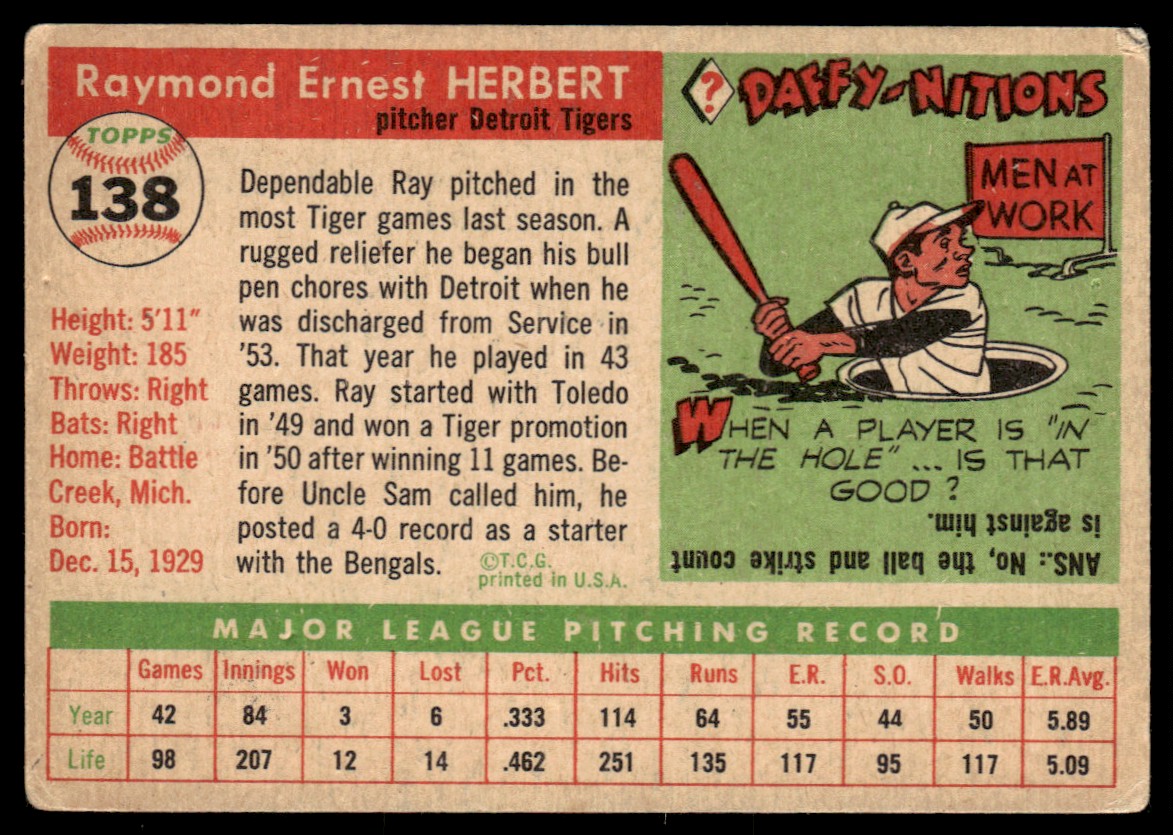 Raymond Ernest HERBERT
pitcher Detroit Tigers
TOPPS
138
Height: 5'11"
Weight: 185
Throws: Right
Bats: Right
Home: Battle
Creek, Mich.
Born:
Dec. 15, 1929
Dependable Ray pitched in the
most Tiger games last season. A
rugged reliefer he began his bull
pen chores with Detroit when he
was discharged from Service in
'53. That year he played in 43
games. Ray started with Toledo
in '49 and won a Tiger promotion
in '50 after winning 11 games. Be-
fore Uncle Sam called him, he
posted a 4-0 record as a starter
with the Bengals.
©T.C.G.
printed in U.S.A.
? DAFFY-NITIONS
MEN AT
WORK
WHEN A PLAYER IS "IN
THE HOLE" ... IS THAT
GOOD ?
ANS.: No, the ball and strike count
is against him.
MAJOR LEAGUE PITCHING RECORD
Games Innings Won Lost Pct. Hits Runs E.R. S.O. Walks E.R.Avg.
Year 42 84 3 6 .333 114 64 55 44 50 5.89
Life 98 207 12 14 .462 251 135 117 95 117 5.09